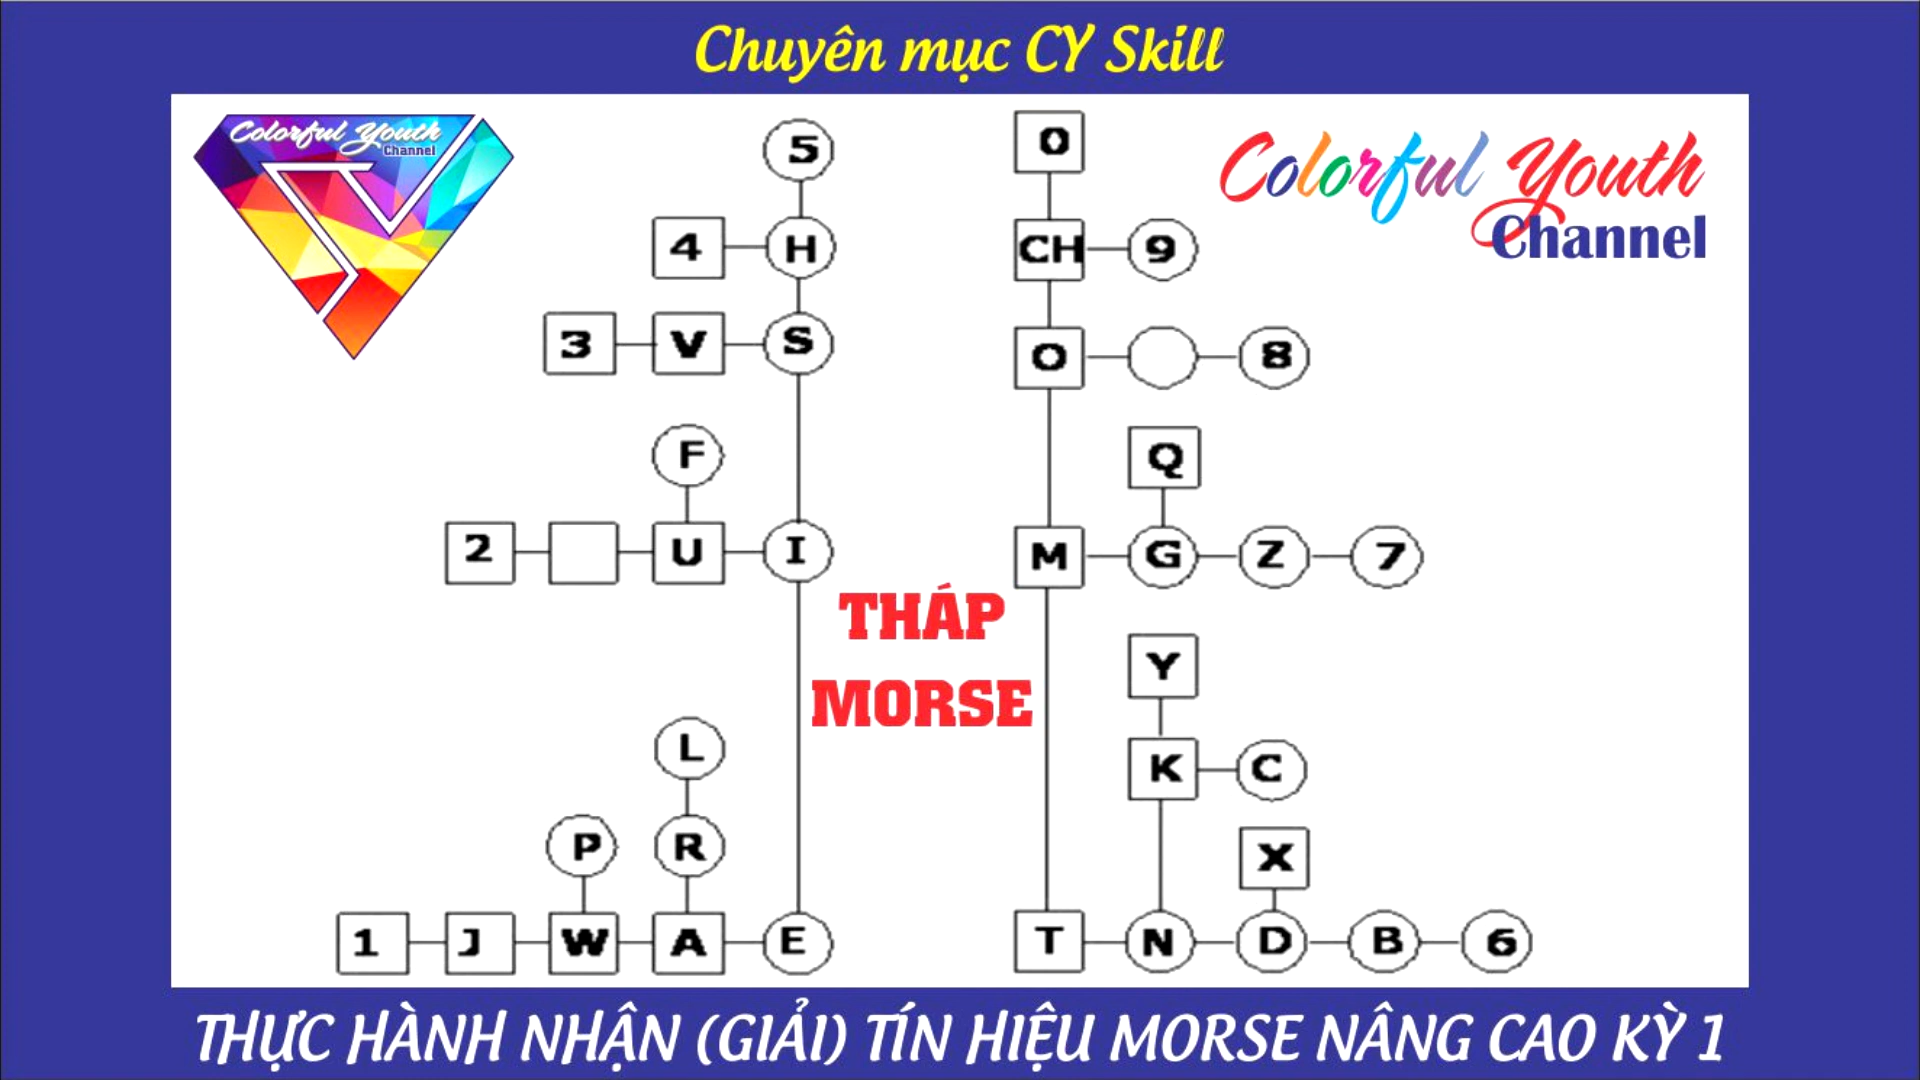 Chuyên mục CY Skill
Colorful Youth
Channel
Colorful Youth
Channel
5
0
4 H
CH 9
3 V S
O 8
F
Q
2 U I
M G Z 7
THÁP
MORSE
Y
L
K C
P R
X
1 J W A E
T N D B 6
THỰC HÀNH NHẬN (GIẢI) TÍN HIỆU MORSE NÂNG CAO KỲ 1